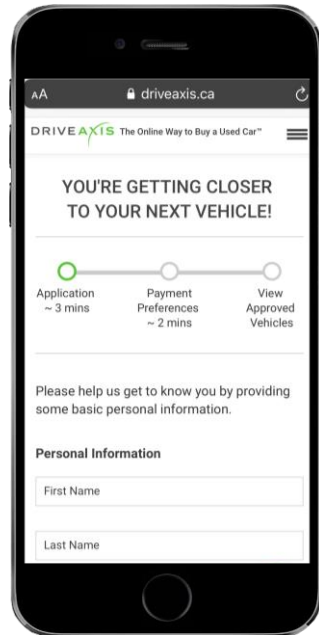 AA driveaxis.ca
DRIVEAXIS The Online Way to Buy a Used Car™
YOU'RE GETTING CLOSER
TO YOUR NEXT VEHICLE!
Application Payment View
~ 3 mins Preferences Approved
~ 2 mins Vehicles
Please help us get to know you by providing
some basic personal information.
Personal Information
First Name
Last Name